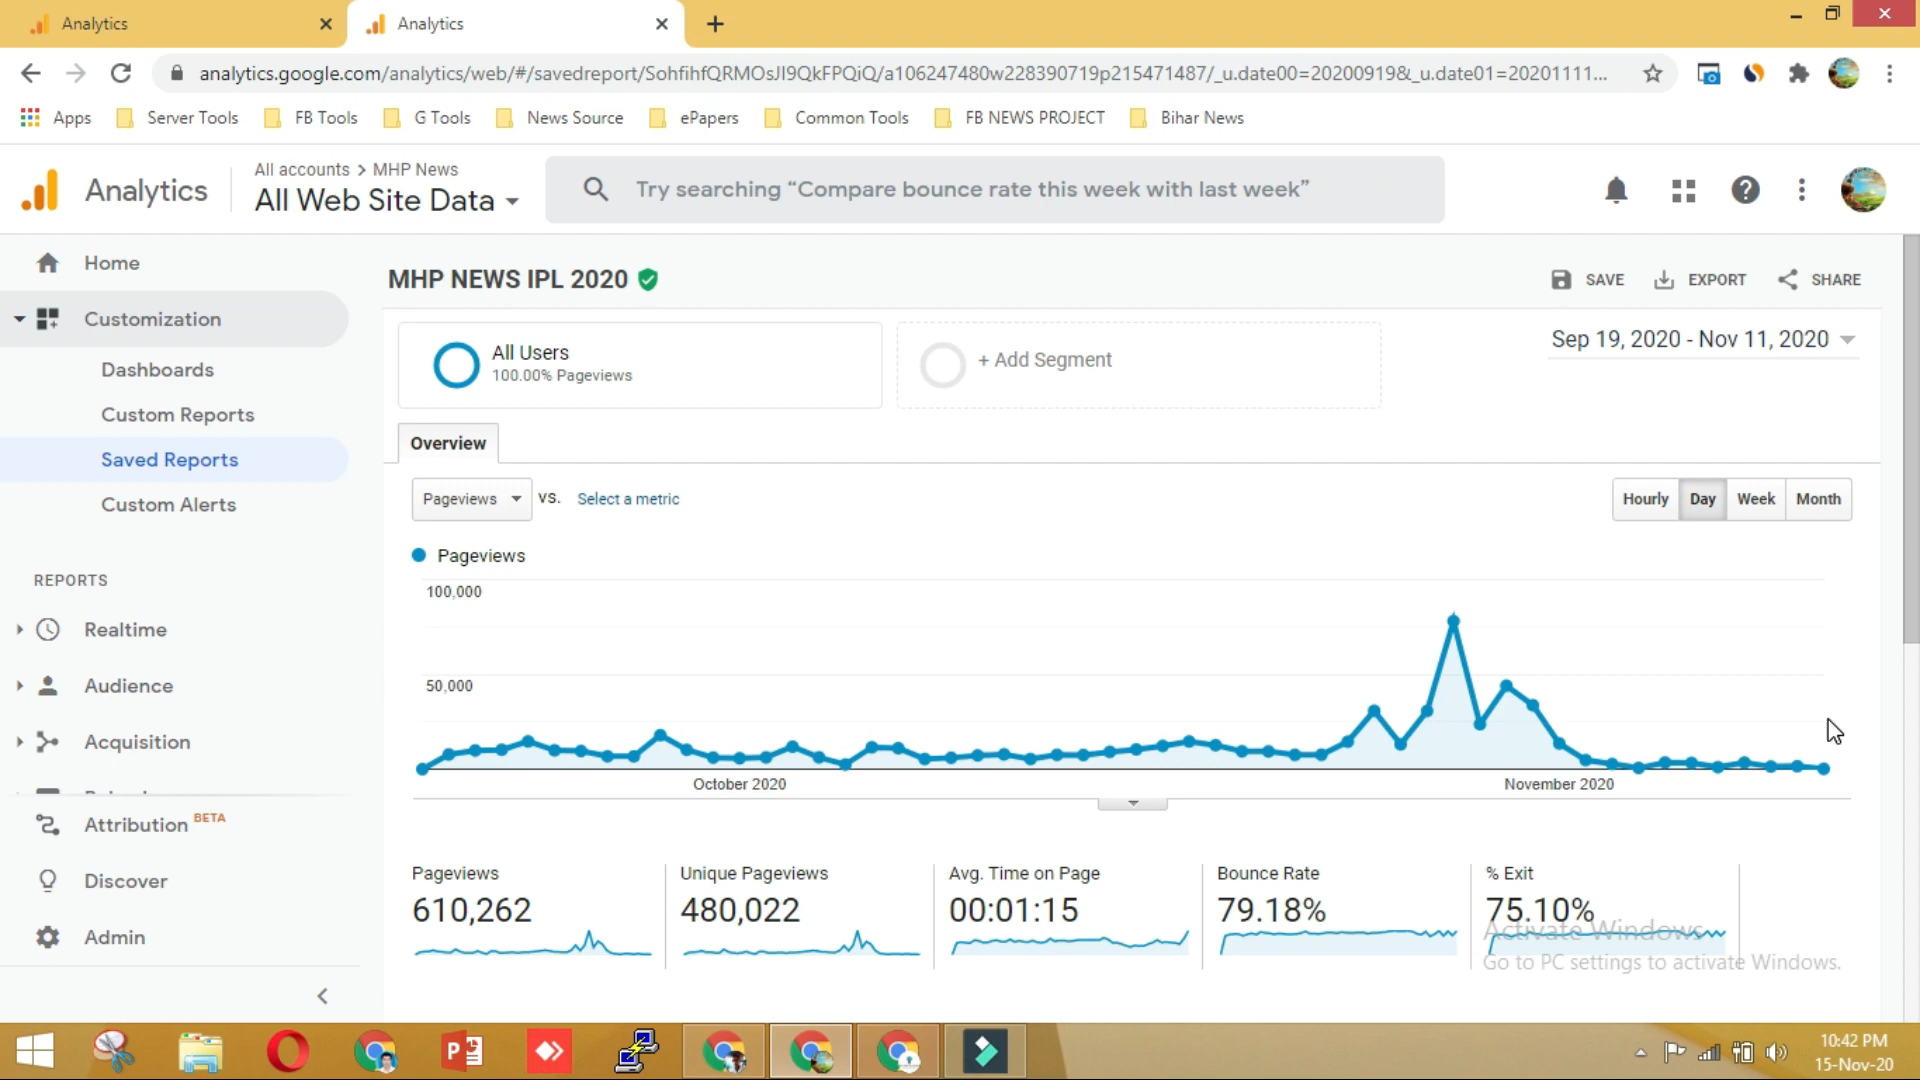 Analytics
Analytics
analytics.google.com/analytics/web/#/savedreport/SohfihfQRMOsJI9QkFPQiQ/a106247480w228390719p215471487/_u.date00=20200919&_u.date01=20201111...
Apps
Server Tools
FB Tools
G Tools
News Source
ePapers
Common Tools
FB NEWS PROJECT
Bihar News
Analytics
All accounts > MHP News
All Web Site Data
Try searching “Compare bounce rate this week with last week”
Home
Customization
Dashboards
Custom Reports
Saved Reports
Custom Alerts
REPORTS
Realtime
Audience
Acquisition
Attribution BETA
Discover
Admin
MHP NEWS IPL 2020
SAVE
EXPORT
SHARE
All Users
100.00% Pageviews
+ Add Segment
Sep 19, 2020 - Nov 11, 2020
Overview
Pageviews
VS.
Select a metric
Hourly
Day
Week
Month
Pageviews
100,000
50,000
October 2020
November 2020
Pageviews
610,262
Unique Pageviews
480,022
Avg. Time on Page
00:01:15
Bounce Rate
79.18%
% Exit
75.10%
Activate Windows
Go to PC settings to activate Windows.
10:42 PM
15-Nov-20